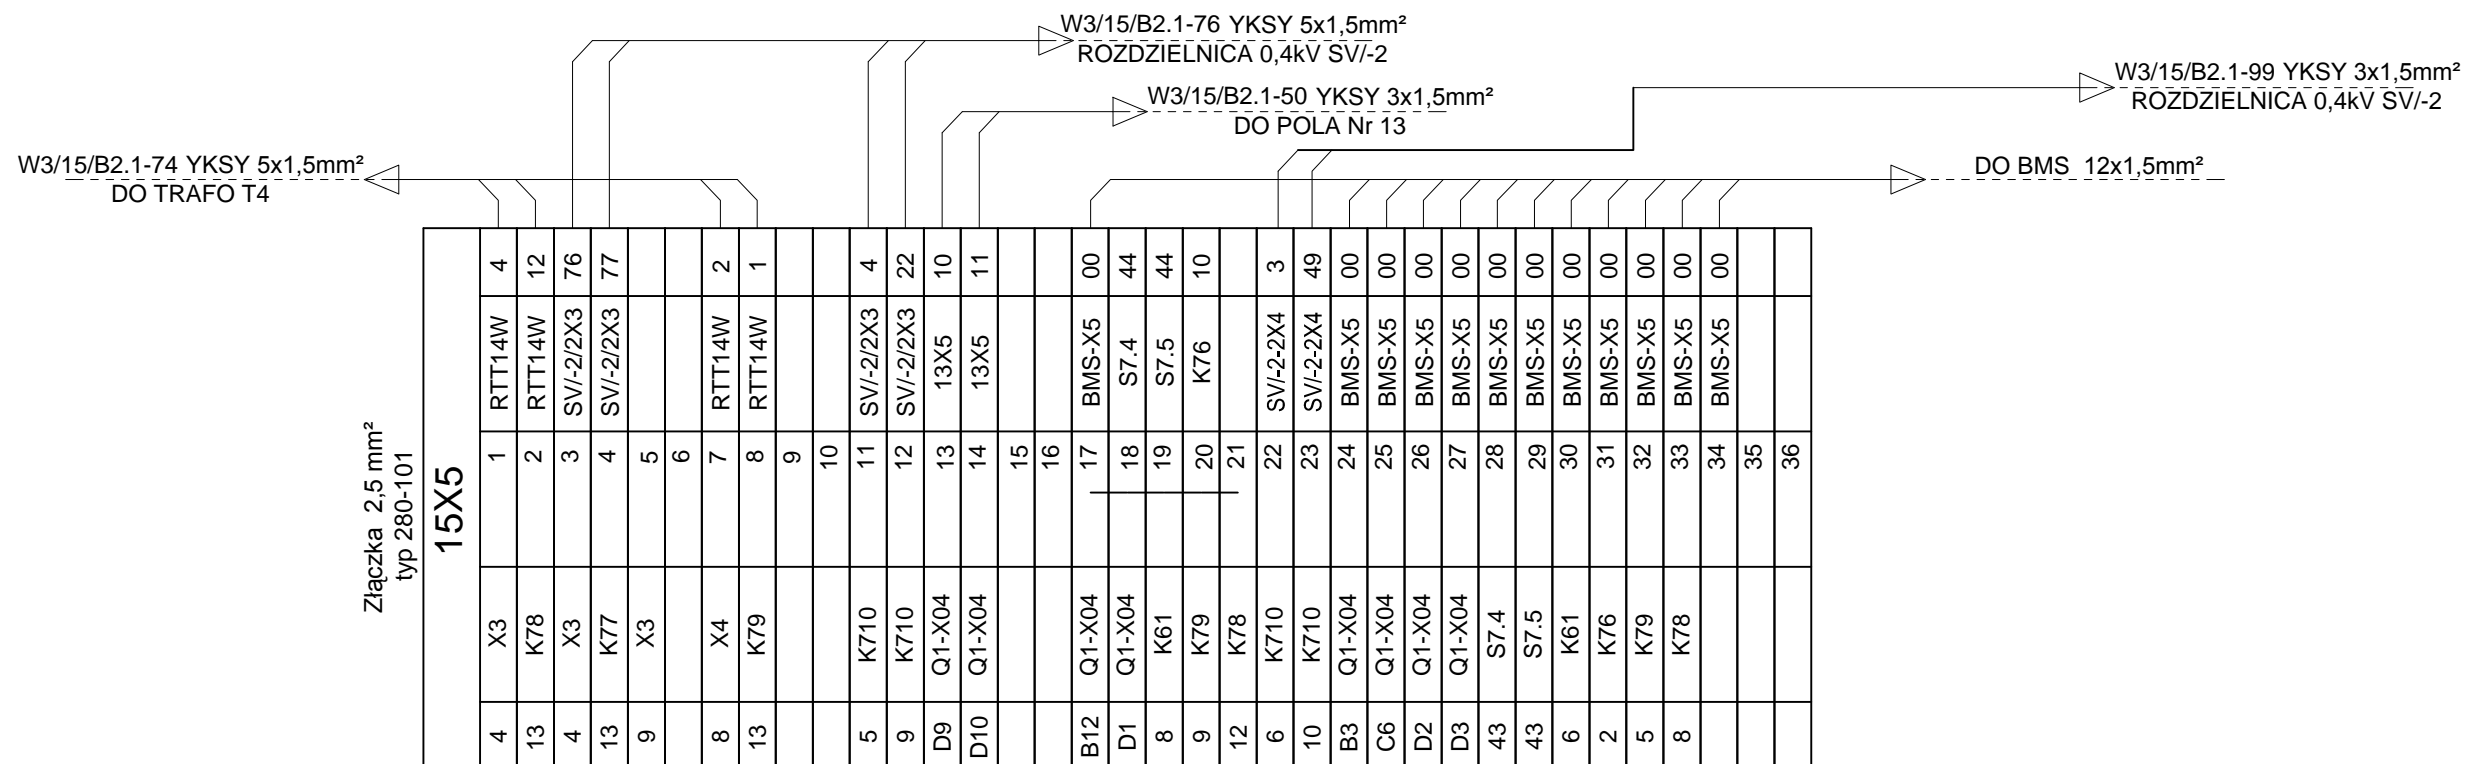 W3/15/B2.1-76 YKSY 5x1,5mm²
ROZDZIELNICA 0,4kV SV/-2
W3/15/B2.1-99 YKSY 3x1,5mm²
ROZDZIELNICA 0,4kV SV/-2
W3/15/B2.1-50 YKSY 3x1,5mm²
DO POLA Nr 13
W3/15/B2.1-74 YKSY 5x1,5mm²
DO TRAFO T4
DO BMS 12x1,5mm²
Złączka 2,5 mm²
typ 280-101
15X5
4 12 76 77 2 1 4 22 10 11 00 44 44 10 3 49 00 00 00 00 00 00 00 00 00 00 00
RTT14W RTT14W SV/-2/2X3 SV/-2/2X3 RTT14W RTT14W SV/-2/2X3 SV/-2/2X3 13X5 13X5 BMS-X5 S7.4 S7.5 K76 SV/-2-2X4 SV/-2-2X4 BMS-X5 BMS-X5 BMS-X5 BMS-X5 BMS-X5 BMS-X5 BMS-X5 BMS-X5 BMS-X5 BMS-X5 BMS-X5
1 2 3 4 5 6 7 8 9 10 11 12 13 14 15 16 17 18 19 20 21 22 23 24 25 26 27 28 29 30 31 32 33 34 35 36
X3 K78 X3 K77 X3 X4 K79 K710 K710 Q1-X04 Q1-X04 Q1-X04 Q1-X04 K61 K79 K78 K710 K710 Q1-X04 Q1-X04 Q1-X04 Q1-X04 S7.4 S7.5 K61 K76 K79 K78
4 13 4 13 9 8 13 5 9 D9 D10 B12 D1 8 9 12 6 10 B3 C6 D2 D3 43 43 6 2 5 8